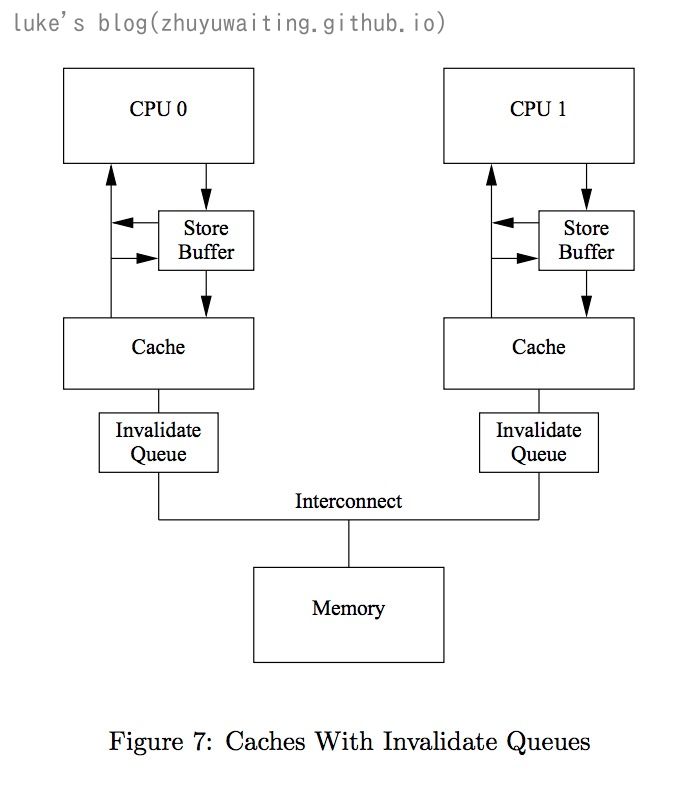 luke's blog(zhuyuwaiting.github.io)
CPU 0
CPU 1
Store
Buffer
Store
Buffer
Cache
Cache
Invalidate
Queue
Invalidate
Queue
Interconnect
Memory
Figure 7: Caches With Invalidate Queues